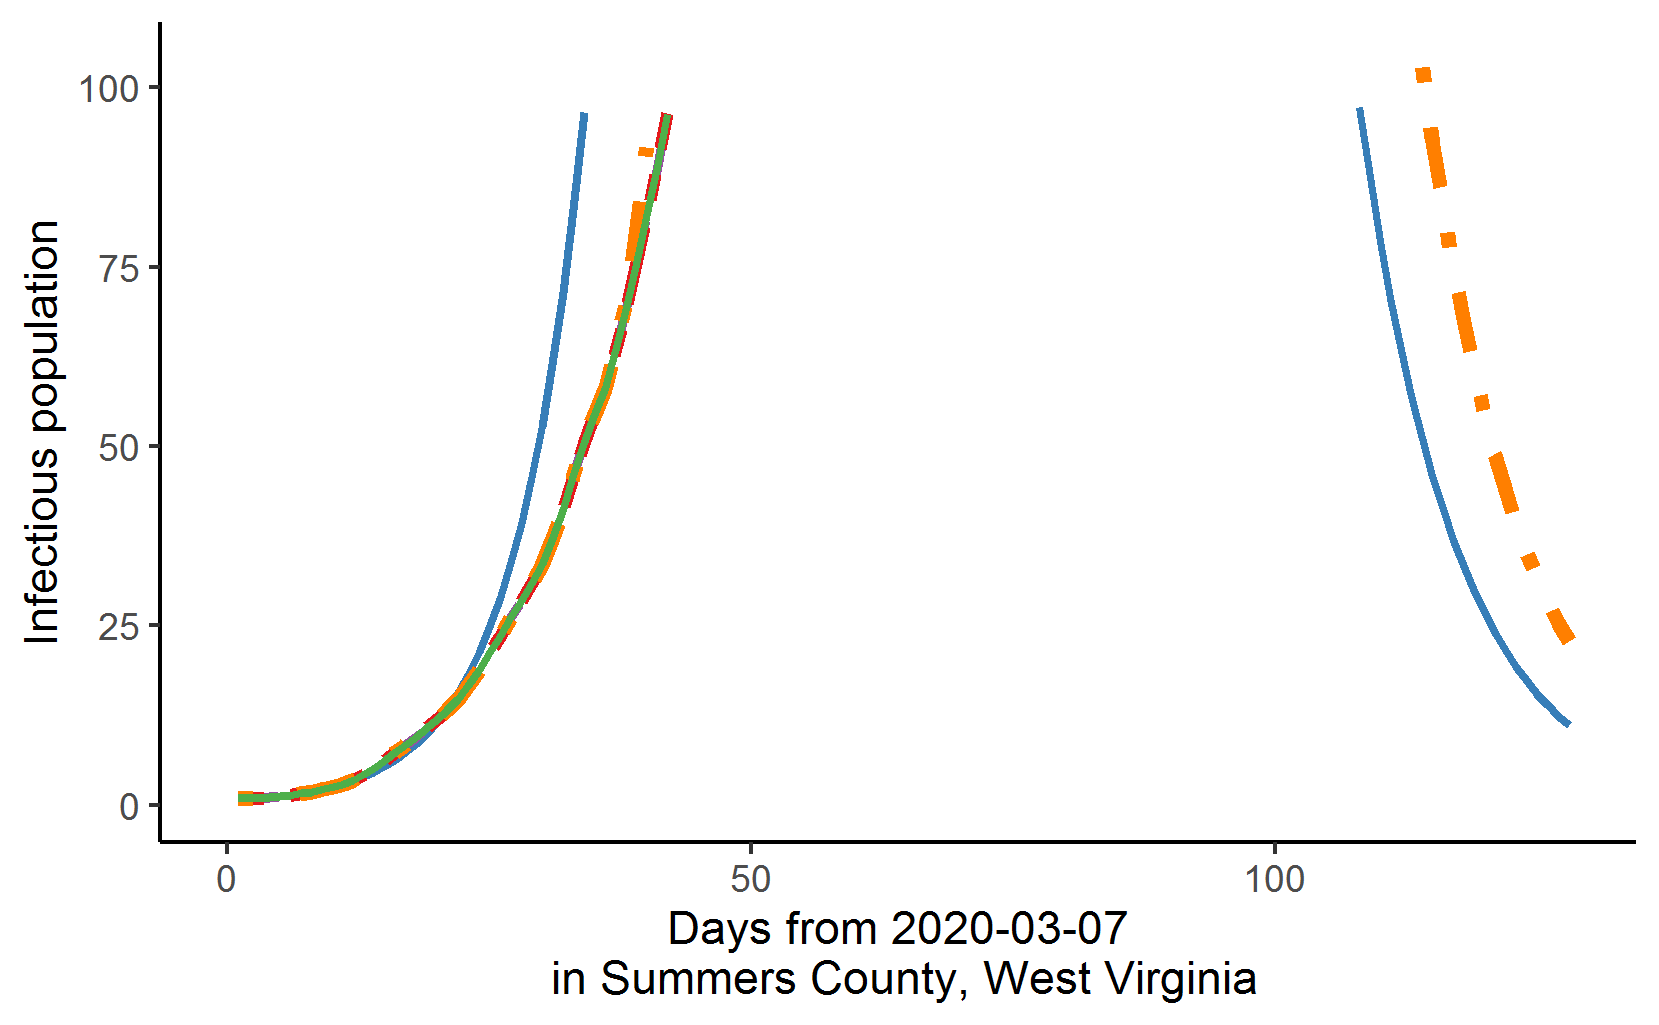 Infectious population
100
75
50
25
0
0 50 100
Days from 2020-03-07
in Summers County, West Virginia